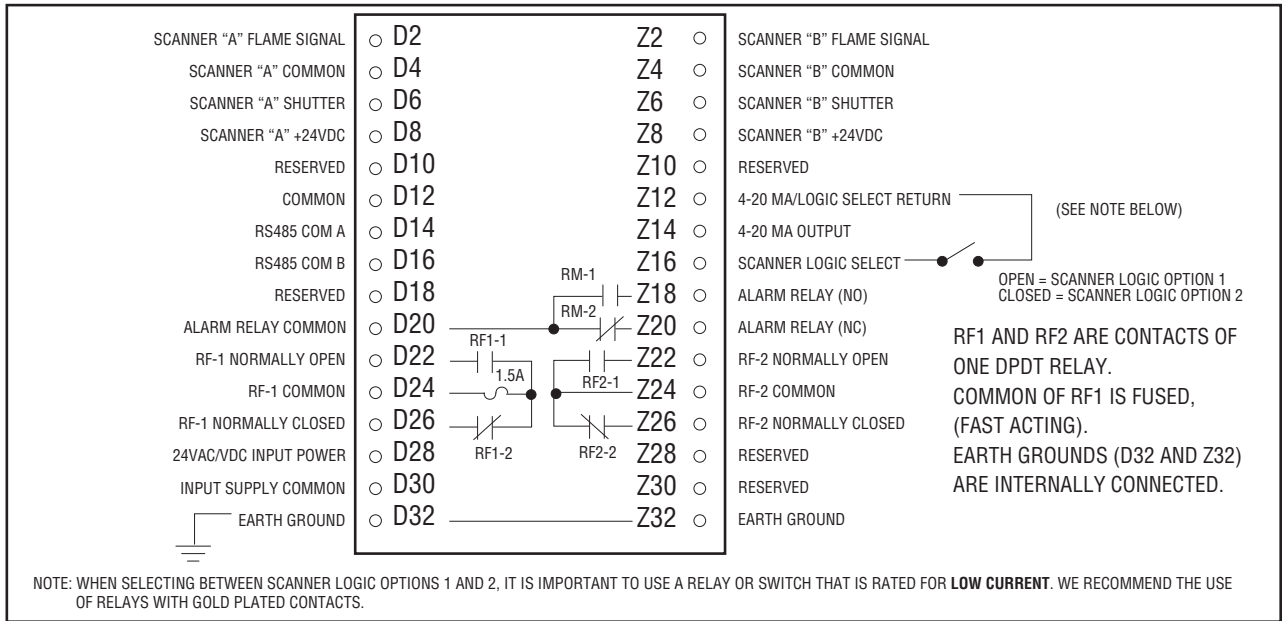 SCANNER “A” FLAME SIGNAL D2 Z2 SCANNER “B” FLAME SIGNAL
SCANNER “A” COMMON D4 Z4 SCANNER “B” COMMON
SCANNER “A” SHUTTER D6 Z6 SCANNER “B” SHUTTER
SCANNER “A” +24VDC D8 Z8 SCANNER “B” +24VDC
RESERVED D10 Z10 RESERVED
COMMON D12 Z12 4-20 MA/LOGIC SELECT RETURN
(SEE NOTE BELOW)
RS485 COM A D14 Z14 4-20 MA OUTPUT
RS485 COM B D16 Z16 SCANNER LOGIC SELECT
OPEN = SCANNER LOGIC OPTION 1
CLOSED = SCANNER LOGIC OPTION 2
RM-1
RESERVED D18 Z18 ALARM RELAY (NO)
RM-2
ALARM RELAY COMMON D20 Z20 ALARM RELAY (NC)
RF1-1
RF-1 NORMALLY OPEN D22 Z22 RF-2 NORMALLY OPEN
1.5A RF2-1
RF-1 COMMON D24 Z24 RF-2 COMMON
RF-1 NORMALLY CLOSED D26 Z26 RF-2 NORMALLY CLOSED
RF1-2 RF2-2
24VAC/VDC INPUT POWER D28 Z28 RESERVED
INPUT SUPPLY COMMON D30 Z30 RESERVED
EARTH GROUND D32 Z32 EARTH GROUND
RF1 AND RF2 ARE CONTACTS OF
ONE DPDT RELAY.
COMMON OF RF1 IS FUSED,
(FAST ACTING).
EARTH GROUNDS (D32 AND Z32)
ARE INTERNALLY CONNECTED.
NOTE: WHEN SELECTING BETWEEN SCANNER LOGIC OPTIONS 1 AND 2, IT IS IMPORTANT TO USE A RELAY OR SWITCH THAT IS RATED FOR LOW CURRENT. WE RECOMMEND THE USE
OF RELAYS WITH GOLD PLATED CONTACTS.